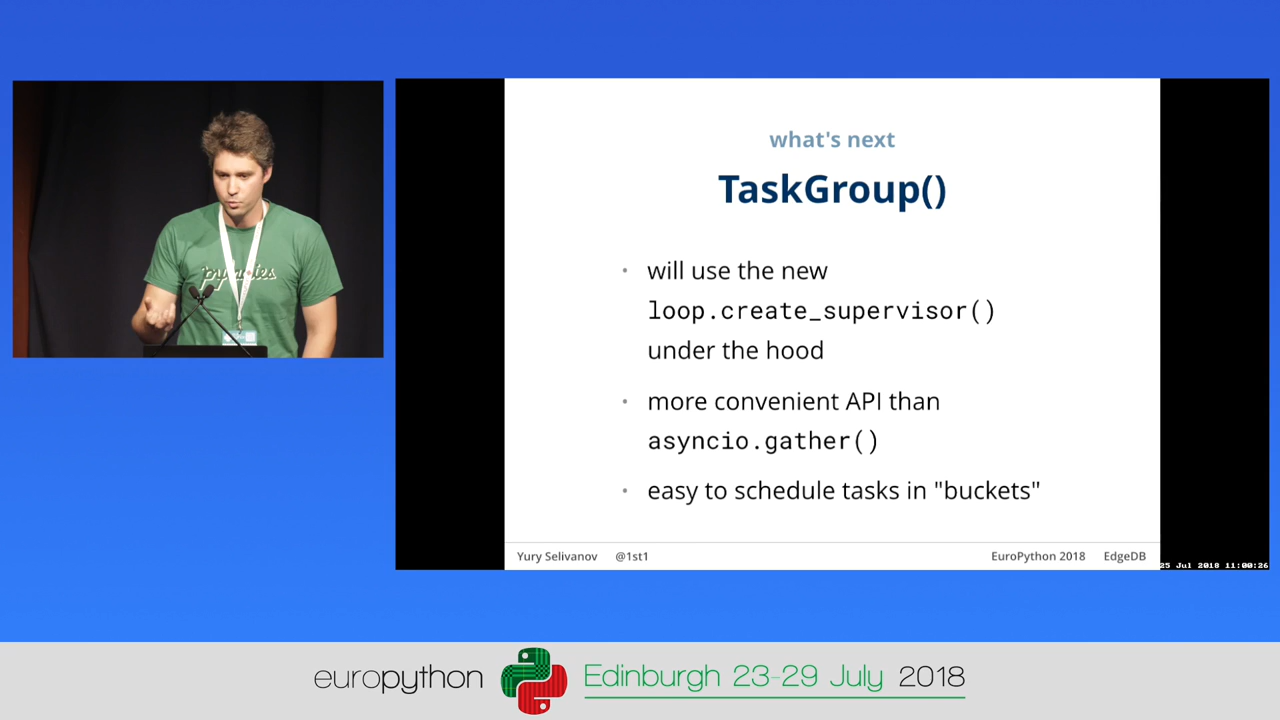 what's next
TaskGroup()
• will use the new
loop.create_supervisor()
under the hood
• more convenient API than
asyncio.gather()
• easy to schedule tasks in "buckets"
Yury Selivanov @1st1 EuroPython 2018 EdgeDB
25 Jul 2018 11:00:26
europython Edinburgh 23-29 July 2018